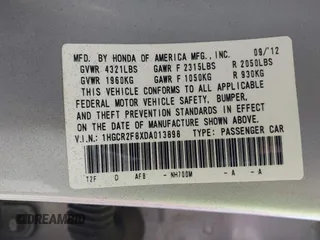 MFD. BY HONDA OF AMERICA MFG., INC. 09/12
GVWR 4321LBS GAWR F 2315LBS R 2050LBS
GVWR 1960KG GAWR F 1050KG R 930KG
THIS VEHICLE CONFORMS TO ALL APPLICABLE
FEDERAL MOTOR VEHICLE SAFETY, BUMPER,
AND THEFT PREVENTION STANDARDS IN EFFECT
ON THE DATE OF MANUFACTURE SHOWN ABOVE.
V.I.N.: 1HGCR2F8XDA013898 TYPE: PASSENGER CAR
T2F D AF8 - NH700M - A - A
AUTOBIDMASTER